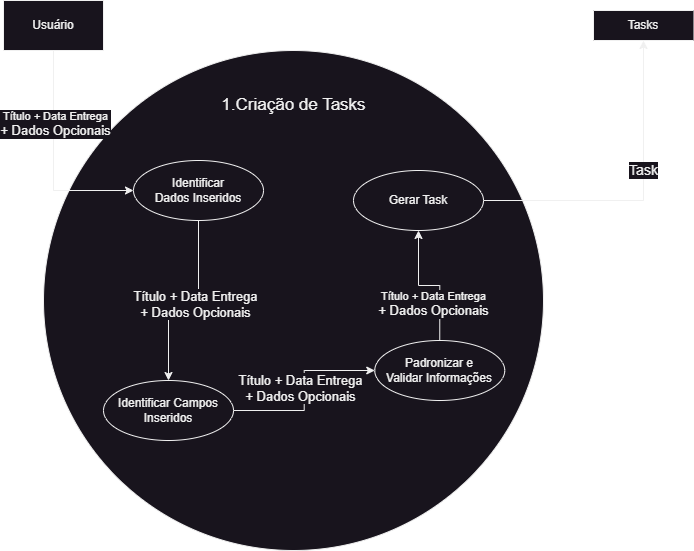 Usuário
Tasks
1.Criação de Tasks
Título + Data Entrega
+ Dados Opcionais
Identificar
Dados Inseridos
Gerar Task
Task
Título + Data Entrega
+ Dados Opcionais
Título + Data Entrega
+ Dados Opcionais
Identificar Campos
Inseridos
Título + Data Entrega
+ Dados Opcionais
Padronizar e
Validar Informações